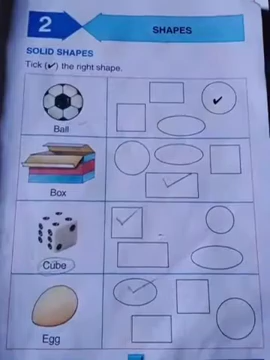 2
SHAPES
SOLID SHAPES
Tick (✔) the right shape.
Ball
Box
Cube
Egg